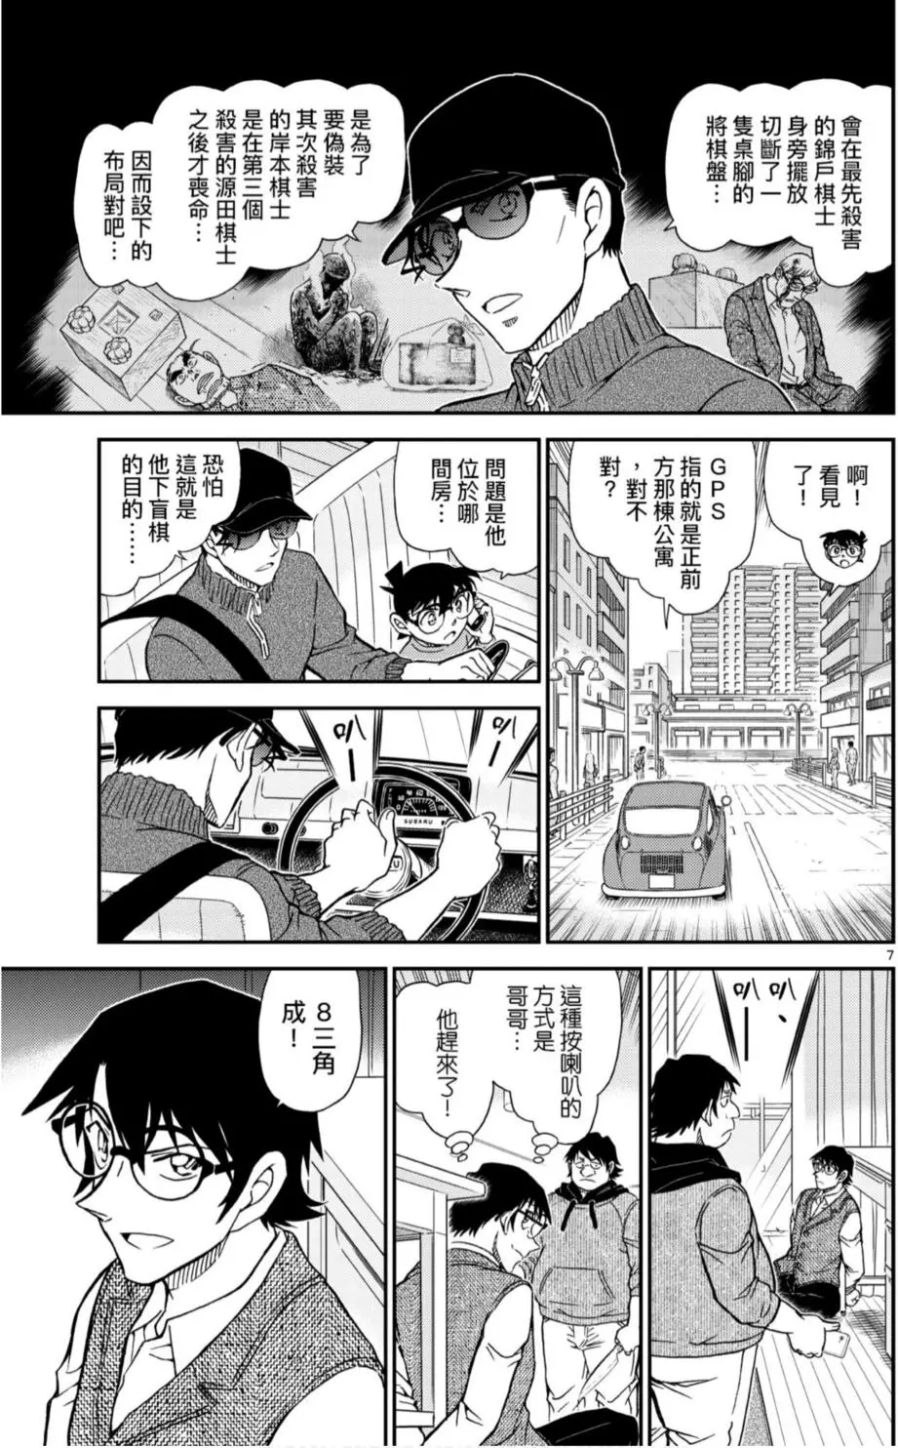 會在最先殺害
的錦戶棋士
身旁擺放
切斷了一
隻桌腳的
將棋盤…
是為了
要偽裝
其次殺害
的岸本棋士
是在第三個
殺害的源田棋士
之後才喪命…
因而設下的
布局對吧…
啊！
看見
了！
GPS
指的就是正前
方那棟公寓
，對不
對？
問題是他
位於哪
間房…
恐怕
這就是
他下盲棋
的目的……
叭——
叭——
SUBARU
7
叭、
叭——
這種按喇叭的
方式是
哥哥…
他趕來了！
8三角
成！